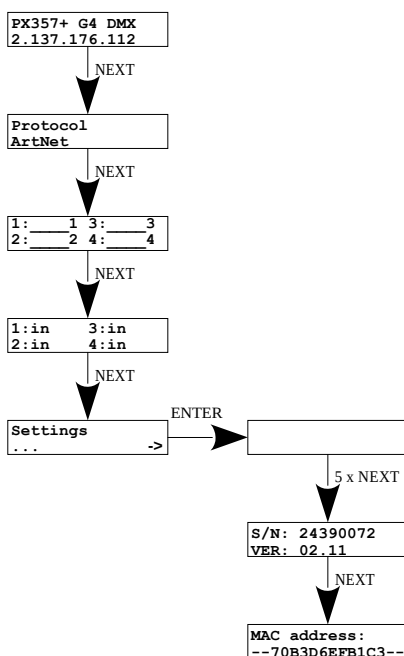 PX357+ G4 DMX
2.137.176.112
NEXT
Protocol
ArtNet
NEXT
1:____1 3:____3
2:____2 4:____4
NEXT
1:in 3:in
2:in 4:in
NEXT
Settings
... ->
ENTER
5 x NEXT
S/N: 24390072
VER: 02.11
NEXT
MAC address:
--70B3D6EFB1C3--